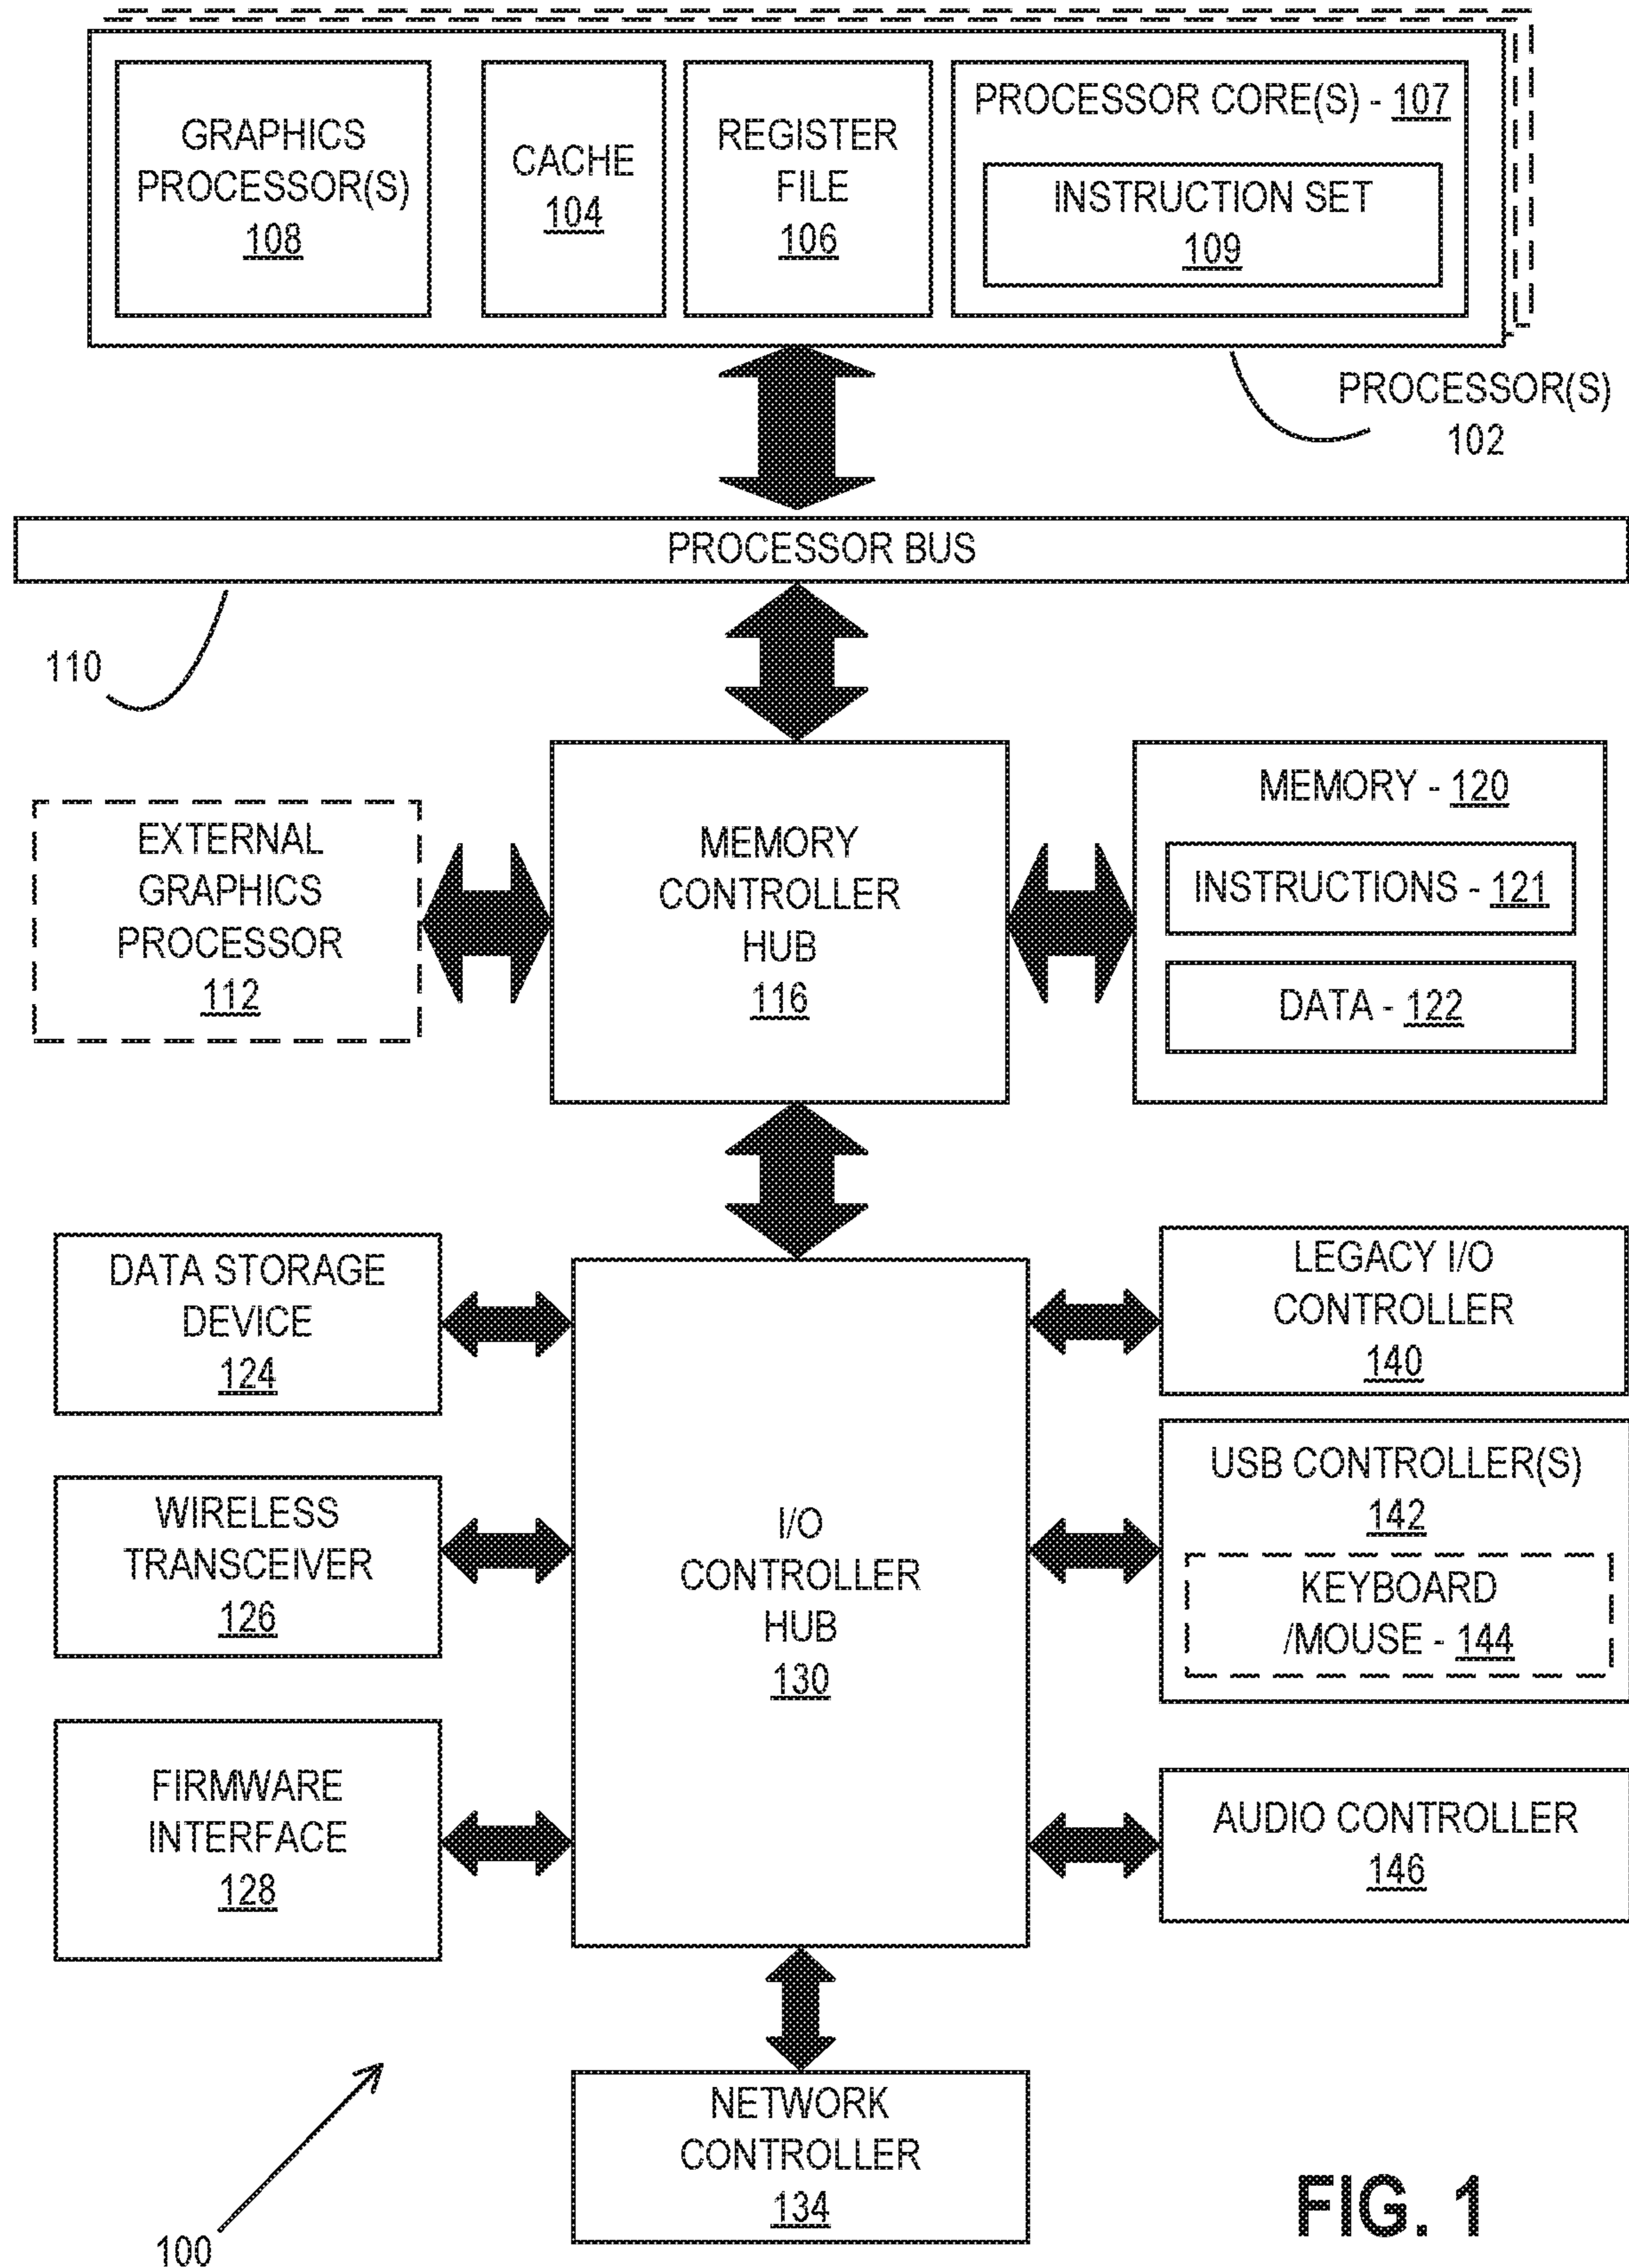 GRAPHICS
PROCESSOR(S)
108
CACHE
104
REGISTER
FILE
106
PROCESSOR CORE(S) - 107
INSTRUCTION SET
109
PROCESSOR(S)
102
PROCESSOR BUS
110
EXTERNAL
GRAPHICS
PROCESSOR
112
MEMORY
CONTROLLER
HUB
116
MEMORY - 120
INSTRUCTIONS - 121
DATA - 122
DATA STORAGE
DEVICE
124
WIRELESS
TRANSCEIVER
126
FIRMWARE
INTERFACE
128
I/O
CONTROLLER
HUB
130
LEGACY I/O
CONTROLLER
140
USB CONTROLLER(S)
142
KEYBOARD
/MOUSE - 144
AUDIO CONTROLLER
146
NETWORK
CONTROLLER
134
100
FIG. 1